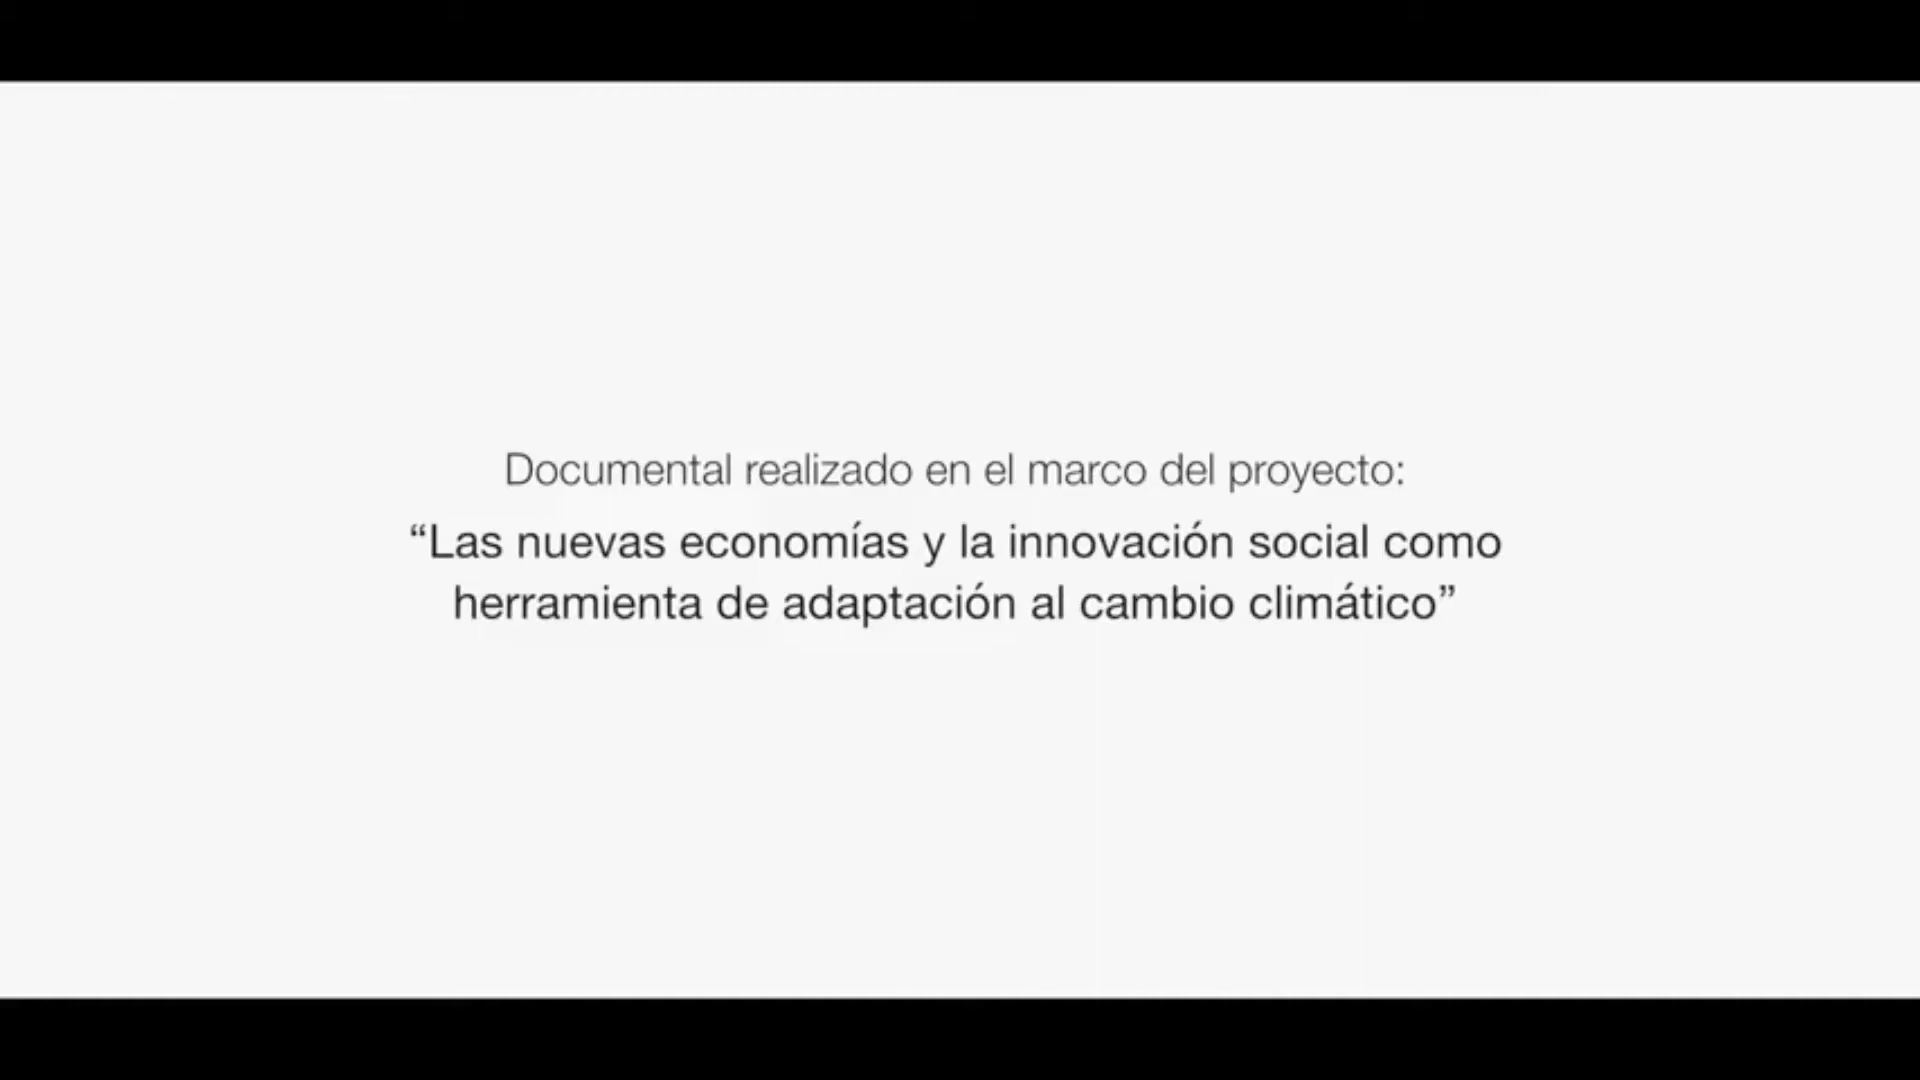 Documental realizado en el marco del proyecto:
“Las nuevas economías y la innovación social como
herramienta de adaptación al cambio climático”